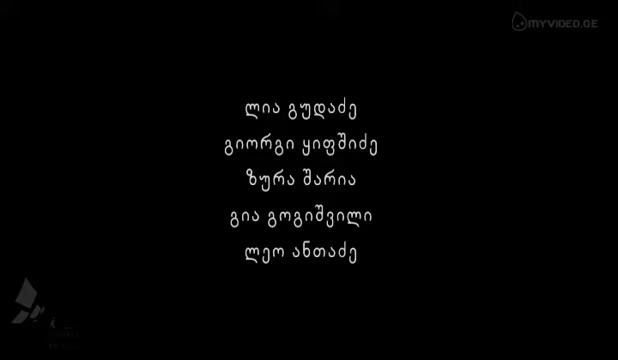 MYVIDEO.GE
ლია გუდაძე
გიორგი ყიფშიძე
ზურა შარია
გია გოგიშვილი
ლეო ანთაძე